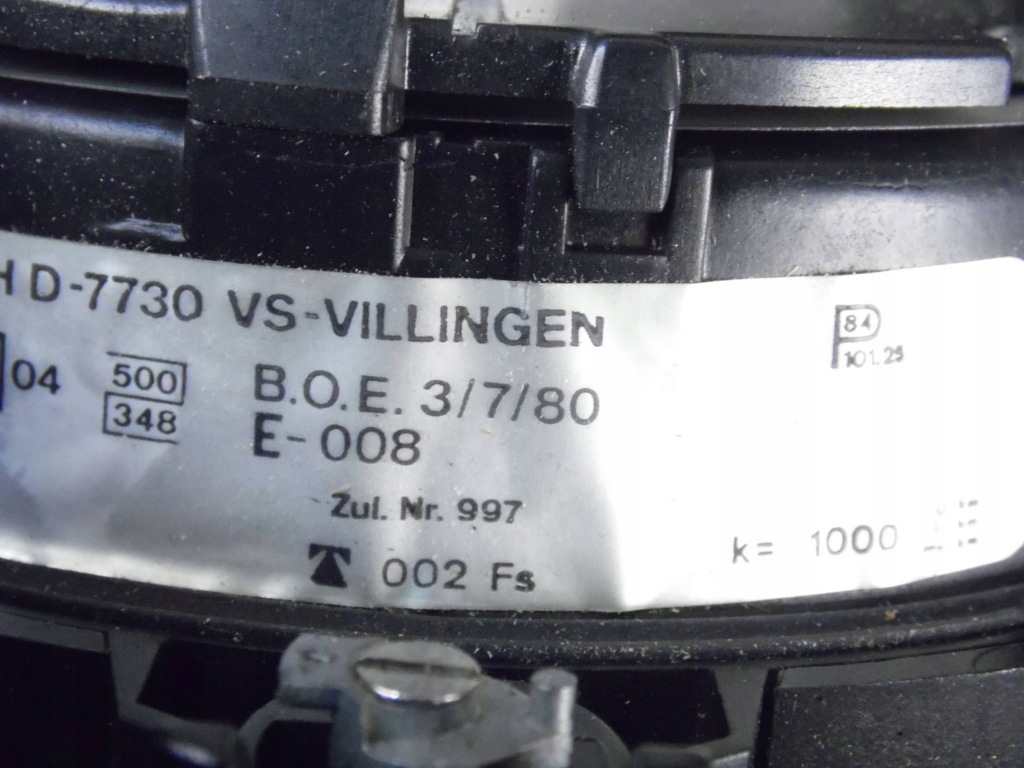 H D-7730 VS-VILLINGEN
P 84
101.25
04 500 B.O.E. 3/7/80
348 E-008
Zul. Nr. 997
002 Fs
k= 1000